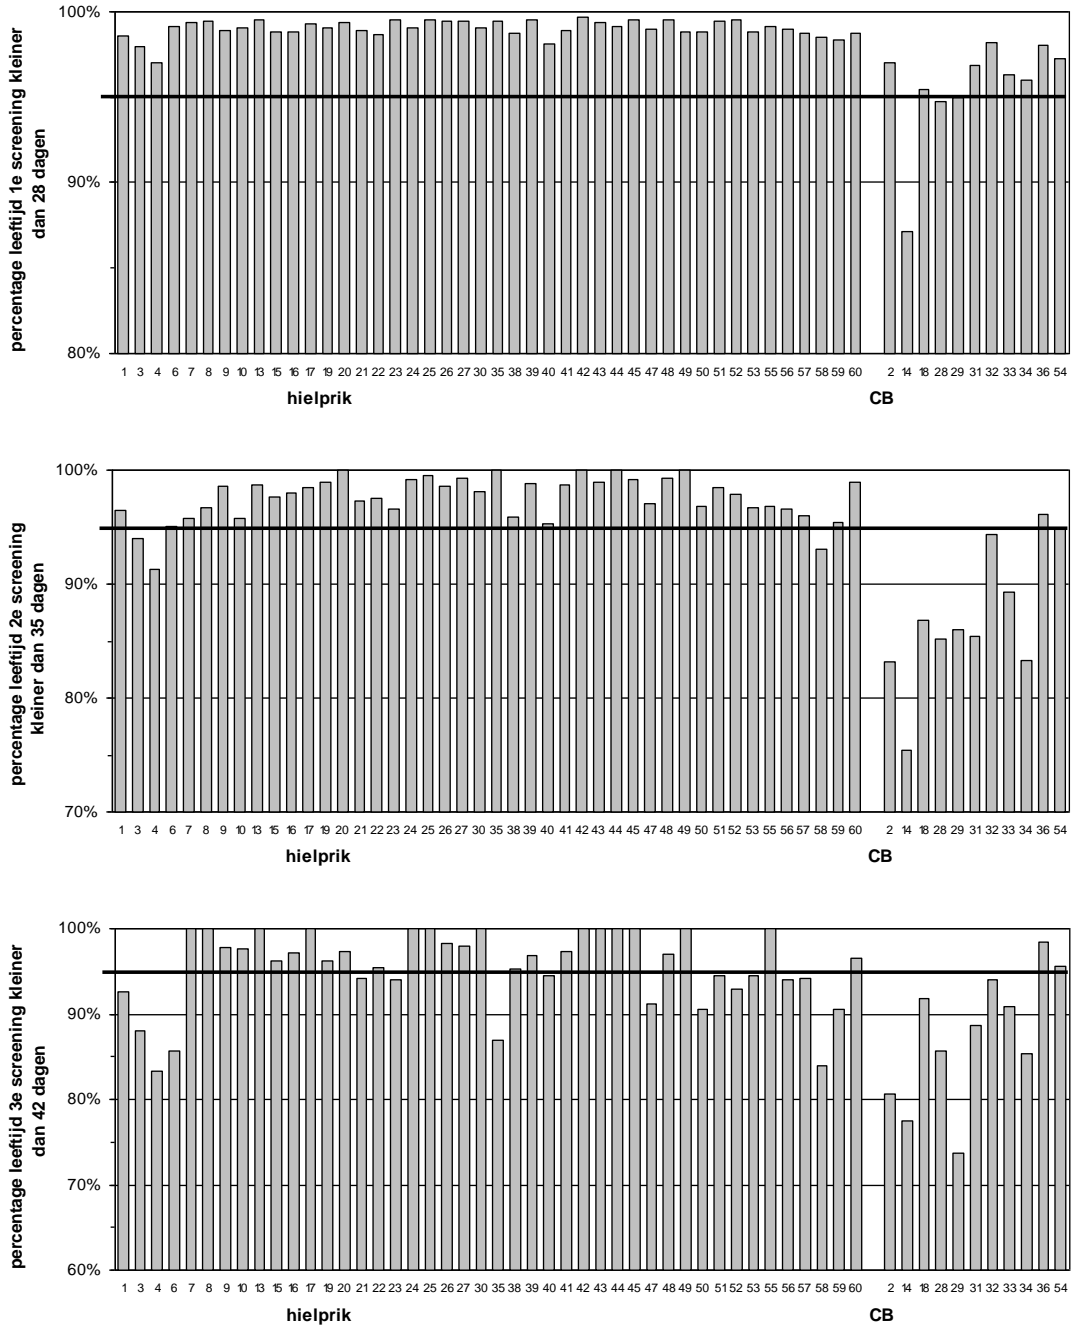 percentage leeftijd 1e screening kleiner
dan 28 dagen
100%
90%
80%
1 3 4 6 7 8 9 10 13 15 16 17 19 20 21 22 23 24 25 26 27 30 35 38 39 40 41 42 43 44 45 47 48 50 51 52 53 55 56 57 58 59 60 2 14 18 28 29 31 32 33 34 36 54
hielprik CB
percentage leeftijd 2e screening
kleiner dan 35 dagen
100%
90%
80%
70%
1 3 4 6 7 8 9 10 13 15 16 17 19 20 21 22 23 24 25 26 27 30 35 38 39 40 41 42 43 44 45 47 48 49 50 51 52 53 55 56 57 58 59 60 2 14 18 28 29 31 32 33 34 36 54
hielprik CB
percentage leeftijd 3e screening kleiner
dan 42 dagen
100%
90%
80%
70%
60%
1 3 4 6 7 8 9 10 13 15 16 17 19 20 21 22 23 24 25 26 27 30 35 38 39 40 41 42 43 44 45 47 48 49 50 51 52 53 55 56 57 58 59 60 2 14 18 28 29 31 32 33 34 36 54
hielprik CB